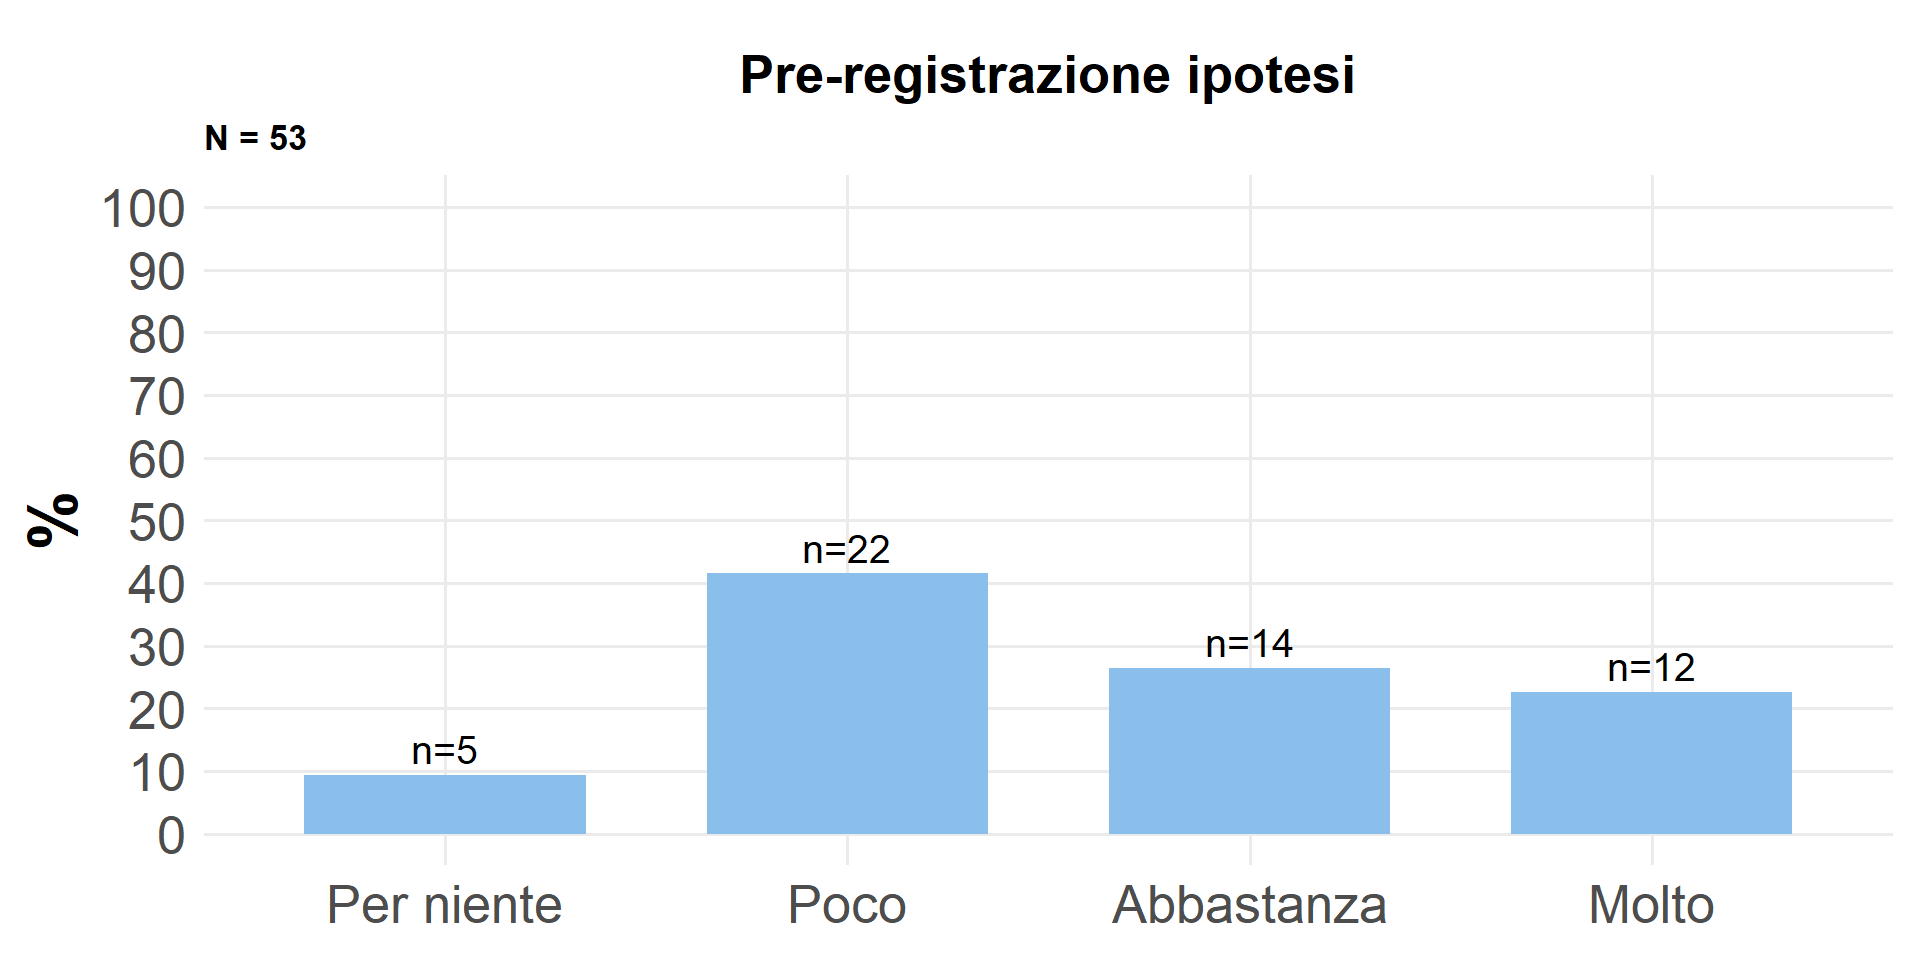 Pre-registrazione ipotesi
N = 53
100
90
80
70
60
50
40
30
20
10
0
%
n=5
n=22
n=14
n=12
Per niente
Poco
Abbastanza
Molto